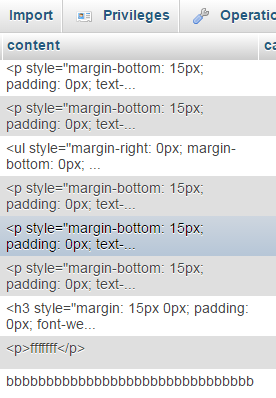 Import Privileges Operatio
content ca
<p style="margin-bottom: 15px;
padding: 0px; text-...
<p style="margin-bottom: 15px;
padding: 0px; text-...
<ul style="margin-right: 0px; margin-
bottom: 0px; ...
<p style="margin-bottom: 15px;
padding: 0px; text-...
<p style="margin-bottom: 15px;
padding: 0px; text-...
<p style="margin-bottom: 15px;
padding: 0px; text-...
<h3 style="margin: 15px 0px; padding:
0px; font-we...
<p>fffffff</p>
bbbbbbbbbbbbbbbbbbbbbbbbbbbbbbb